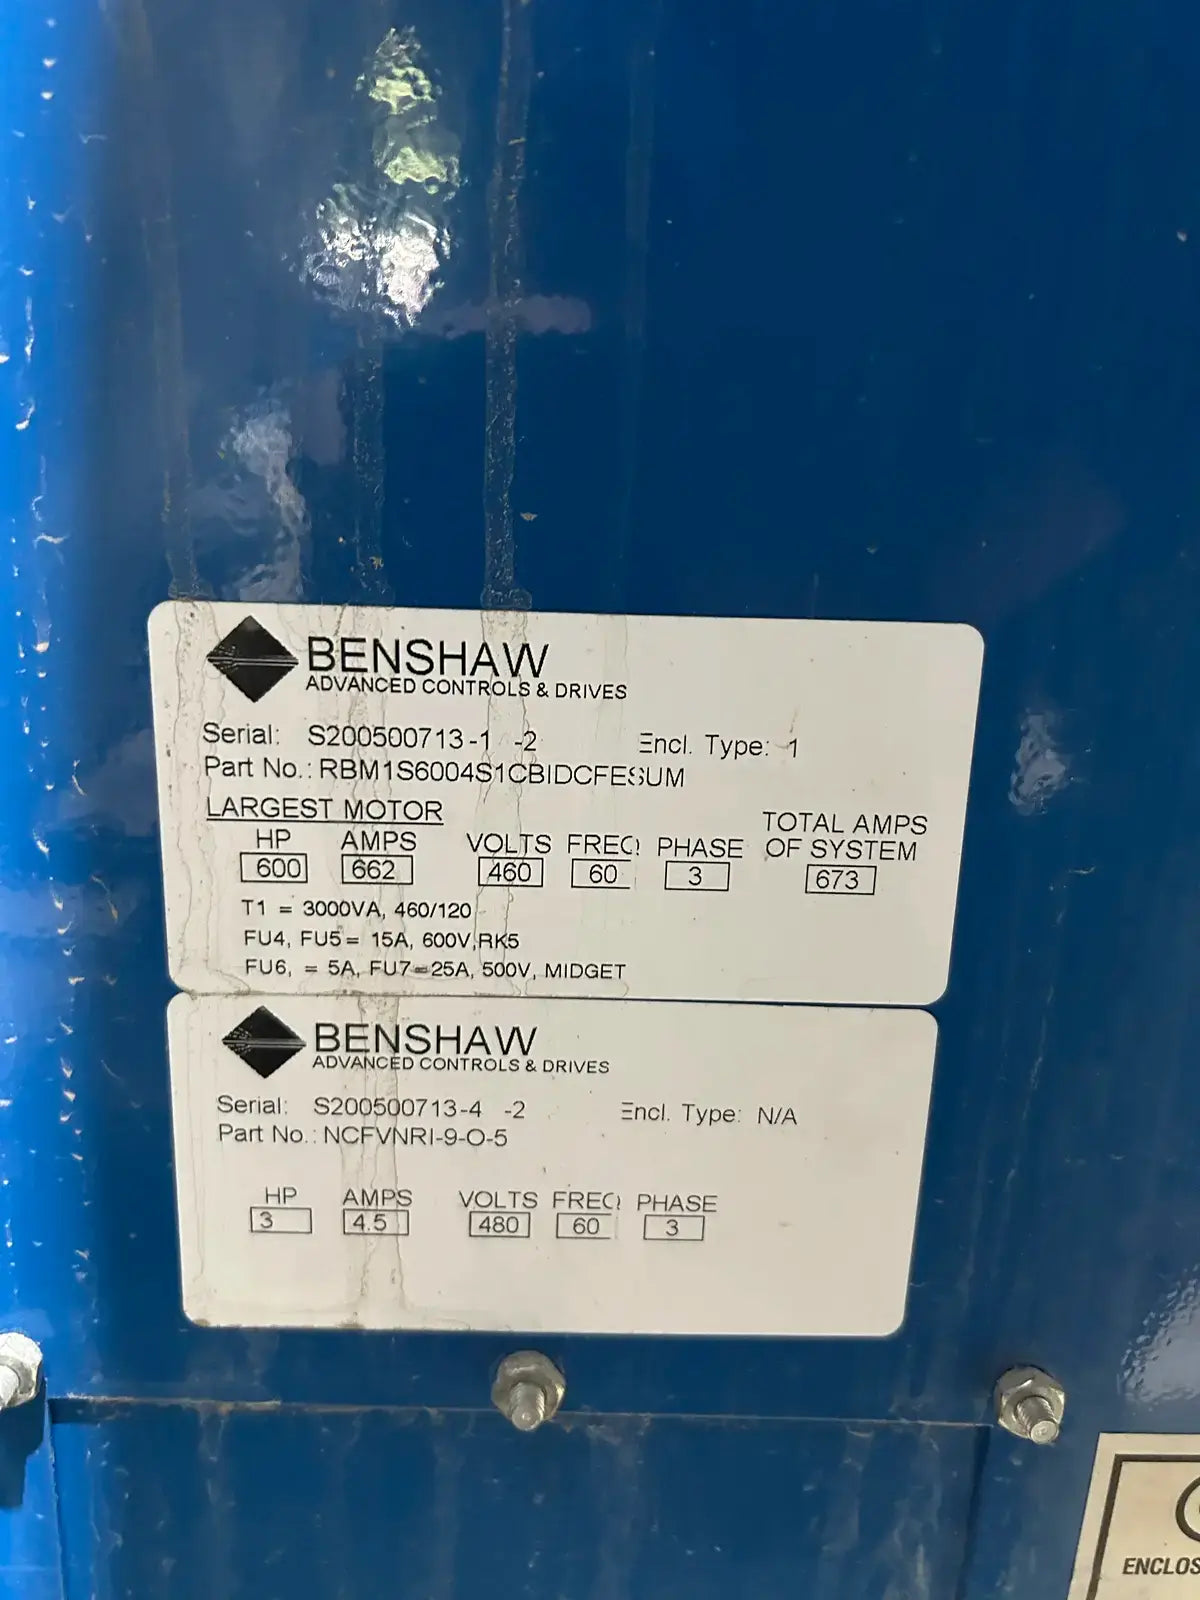 BENSHAW
ADVANCED CONTROLS & DRIVES
Serial: S200500713-1 -2 Encl. Type: 1
Part No.: RBM1S6004S1CBIDCFESUM
LARGEST MOTOR
TOTAL AMPS
HP AMPS VOLTS FREQ PHASE OF SYSTEM
600 662 460 60 3 673
T1 = 3000VA, 460/120
FU4, FU5 = 15A, 600V, RK5
FU6, = 5A, FU7 = 25A, 500V, MIDGET
BENSHAW
ADVANCED CONTROLS & DRIVES
Serial: S200500713-4 -2 Encl. Type: N/A
Part No.: NCFVNRI-9-O-5
HP AMPS VOLTS FREQ PHASE
3 4.5 480 60 3
ENCLOS